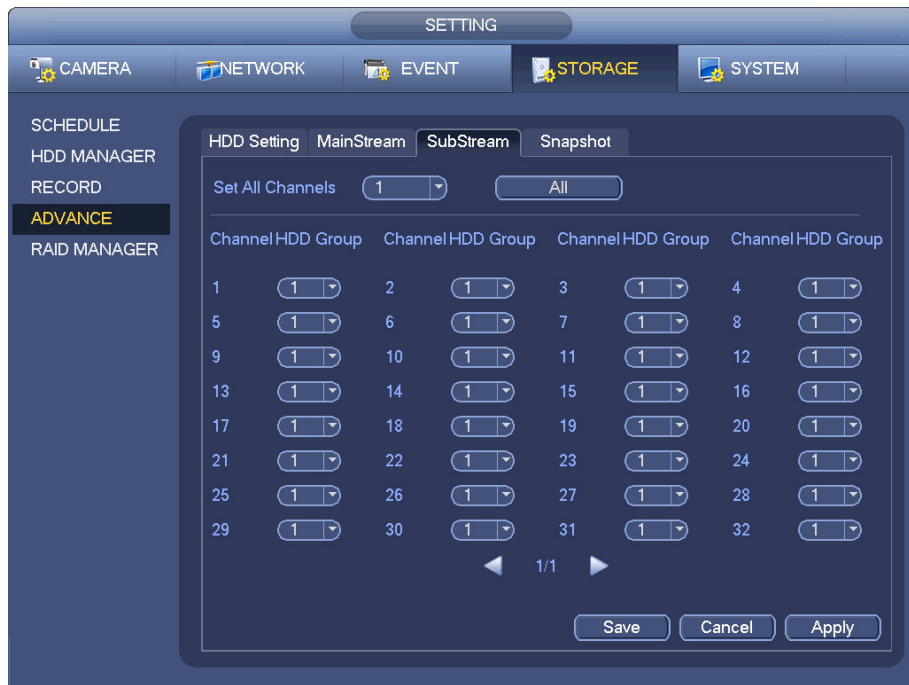 SETTING
CAMERA NETWORK EVENT STORAGE SYSTEM
SCHEDULE
HDD MANAGER
RECORD
ADVANCE
RAID MANAGER
HDD Setting MainStream SubStream Snapshot
Set All Channels 1 All
Channel HDD Group Channel HDD Group Channel HDD Group Channel HDD Group
1 1 2 1 3 1 4 1
5 1 6 1 7 1 8 1
9 1 10 1 11 1 12 1
13 1 14 1 15 1 16 1
17 1 18 1 19 1 20 1
21 1 22 1 23 1 24 1
25 1 26 1 27 1 28 1
29 1 30 1 31 1 32 1
1/1
Save Cancel Apply